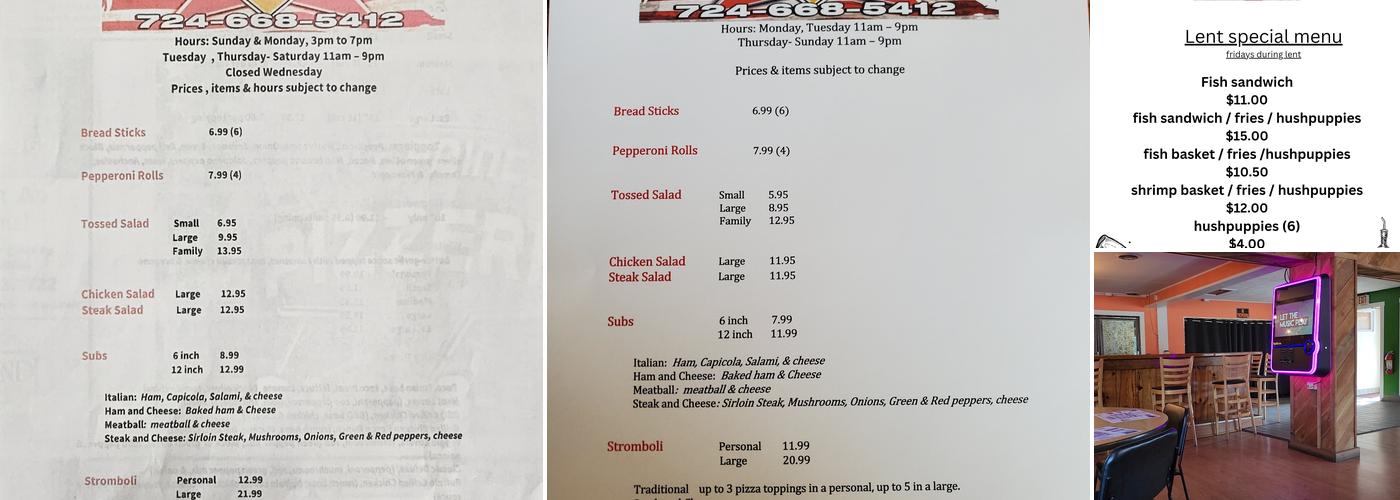 724-668-5412
Hours: Sunday & Monday, 3pm to 7pm
Tuesday , Thursday- Saturday 11am – 9pm
Closed Wednesday
Prices , items & hours subject to change
Bread Sticks 6.99 (6)
Pepperoni Rolls 7.99 (4)
Tossed Salad Small 6.95
Large 9.95
Family 13.95
Chicken Salad Large 12.95
Steak Salad Large 12.95
Subs 6 inch 8.99
12 inch 12.99
Italian: Ham, Capicola, Salami, & cheese
Ham and Cheese: Baked ham & Cheese
Meatball: meatball & cheese
Steak and Cheese: Sirloin Steak, Mushrooms, Onions, Green & Red peppers, cheese
Stromboli Personal 12.99
Large 21.99
724-668-5412
Hours: Monday, Tuesday 11am – 9pm
Thursday- Sunday 11am – 9pm
Prices & items subject to change
Bread Sticks 6.99 (6)
Pepperoni Rolls 7.99 (4)
Tossed Salad Small 5.95
Large 8.95
Family 12.95
Chicken Salad Large 11.95
Steak Salad Large 11.95
Subs 6 inch 7.99
12 inch 11.99
Italian: Ham, Capicola, Salami, & cheese
Ham and Cheese: Baked ham & Cheese
Meatball: meatball & cheese
Steak and Cheese: Sirloin Steak, Mushrooms, Onions, Green & Red peppers, cheese
Stromboli Personal 11.99
Large 20.99
Traditional up to 3 pizza toppings in a personal, up to 5 in a large.
Lent special menu
fridays during lent
Fish sandwich
$11.00
fish sandwich / fries / hushpuppies
$15.00
fish basket / fries /hushpuppies
$10.50
shrimp basket / fries / hushpuppies
$12.00
hushpuppies (6)
$4.00
LET THE
MUSIC PLAY